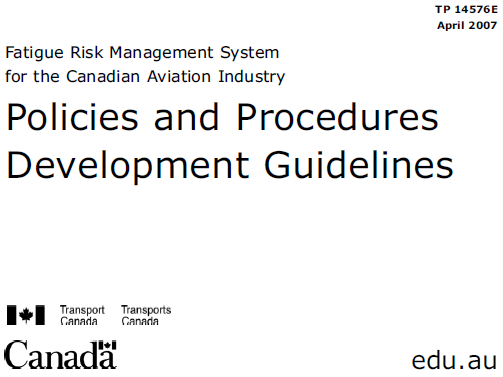 TP 14576E
April 2007
Fatigue Risk Management System
for the Canadian Aviation Industry
Policies and Procedures
Development Guidelines
Transport Transports
Canada Canada
Canada
edu.au